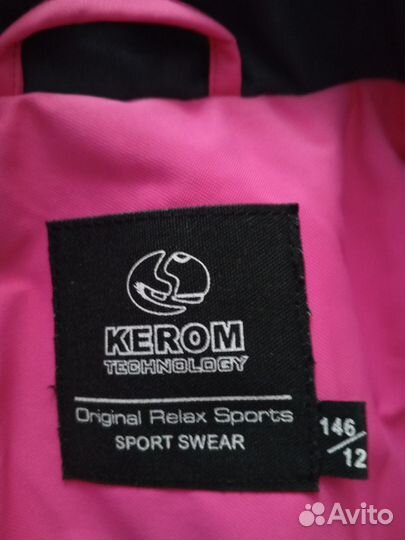 KEROM
TECHNOLOGY
Original Relax Sports
SPORT SWEAR
146/12
Avito